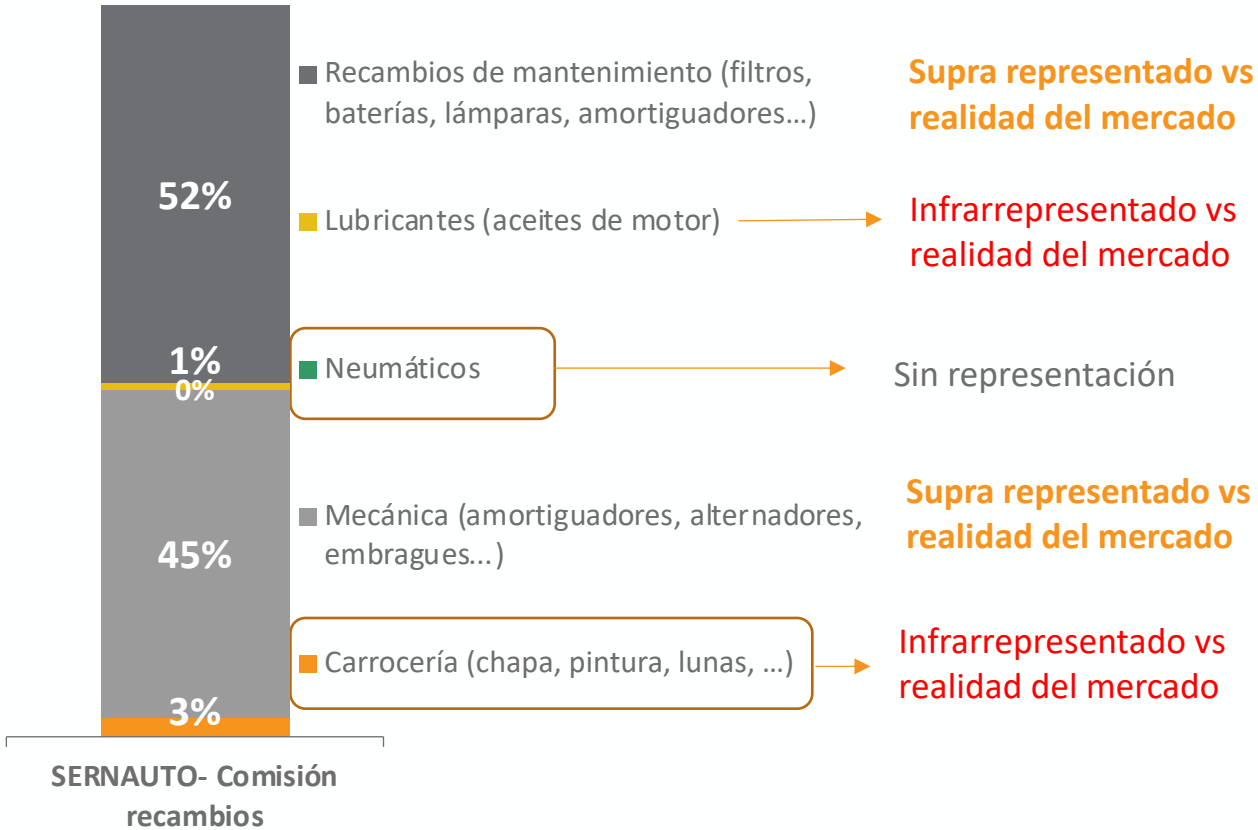 Recambios de mantenimiento (filtros,
baterías, lámparas, amortiguadores...)
Supra representado vs
realidad del mercado
52%
Lubricantes (aceites de motor)
Infrarrepresentado vs
realidad del mercado
1%
0%
Neumáticos
Sin representación
45%
Mecánica (amortiguadores, alternadores,
embragues...)
Supra representado vs
realidad del mercado
3%
Carrocería (chapa, pintura, lunas, ...)
Infrarrepresentado vs
realidad del mercado
SERNAUTO- Comisión
recambios